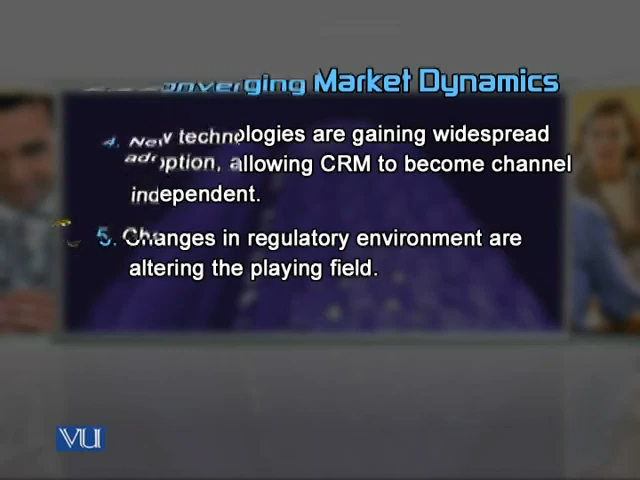 Converging Market Dynamics
4. New technologies are gaining widespread
adoption, allowing CRM to become channel
independent.
5. Changes in regulatory environment are
altering the playing field.
VU